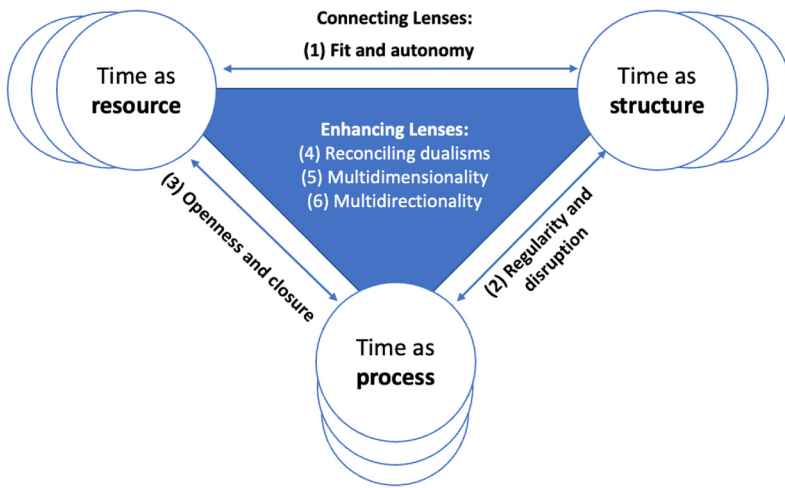 Connecting Lenses:
(1) Fit and autonomy
Time as
resource
Time as
structure
Enhancing Lenses:
(4) Reconciling dualisms
(5) Multidimensionality
(6) Multidirectionality
(3) Openness and closure
(2) Regularity and
disruption
Time as
process